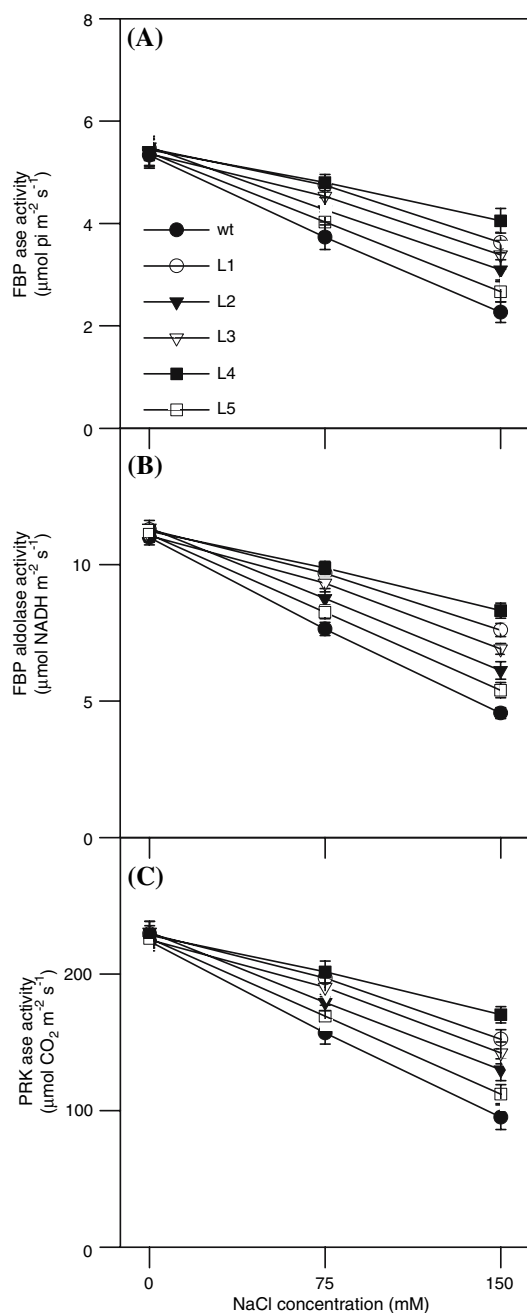 (A)
8
6
4
2
0
FBP ase activity
(μmol pi m⁻² s⁻¹)
wt
L1
L2
L3
L4
L5
(B)
10
5
0
FBP aldolase activity
(μmol NADH m⁻² s⁻¹)
(C)
200
100
0
PRK ase activity
(μmol CO₂ m⁻² s⁻¹)
0 75 150
NaCl concentration (mM)